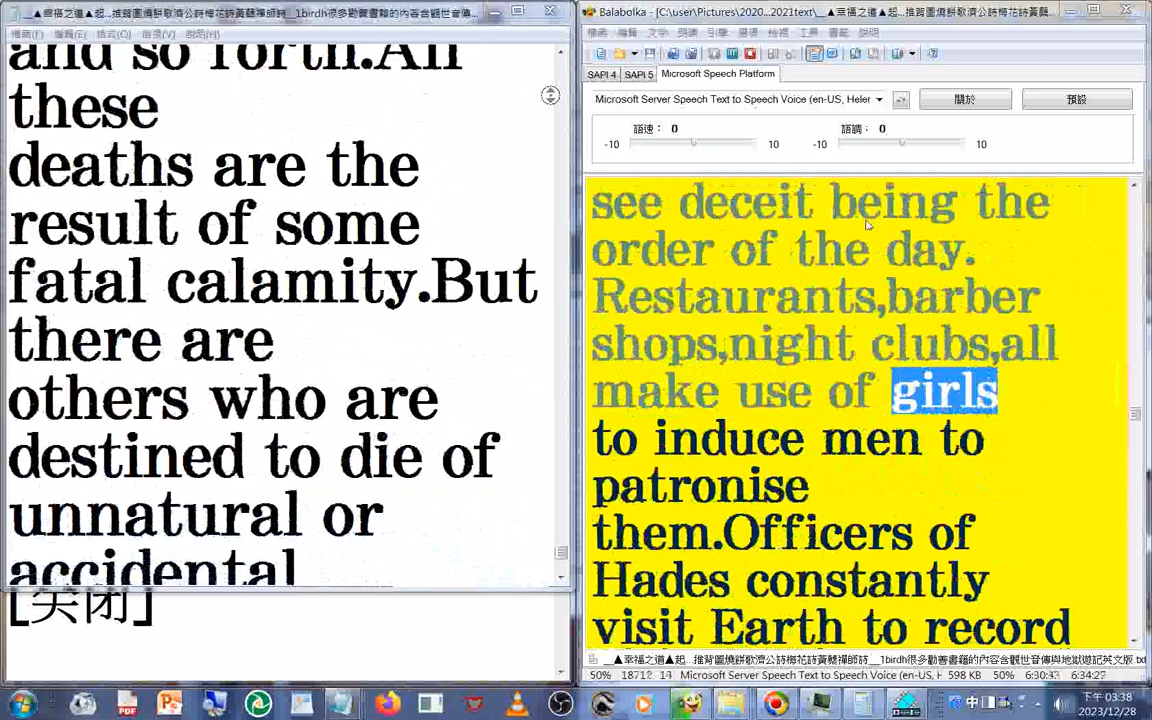 and so forth.All
these
deaths are the
result of some
fatal calamity.But
there are
others who are
destined to die of
unnatural or
accidental
[关闭]
Balabolka - [C:\user\Pictures\2020... ...2021text\
SAPI 4 SAPI 5 Microsoft Speech Platform
Microsoft Server Speech Text to Speech Voice (en-US, Heler
關於 預設
語速： 0 語調： 0
-10 10 -10 10
see deceit being the
order of the day.
Restaurants,barber
shops,night clubs,all
make use of girls
to induce men to
patronise
them.Officers of
Hades constantly
visit Earth to record
50% 18712 Microsoft Speech Text to Speech Voice (en-US, H 598 KB 50% 6:30:43 6:34:27
中
下午 03:38
2023/12/28